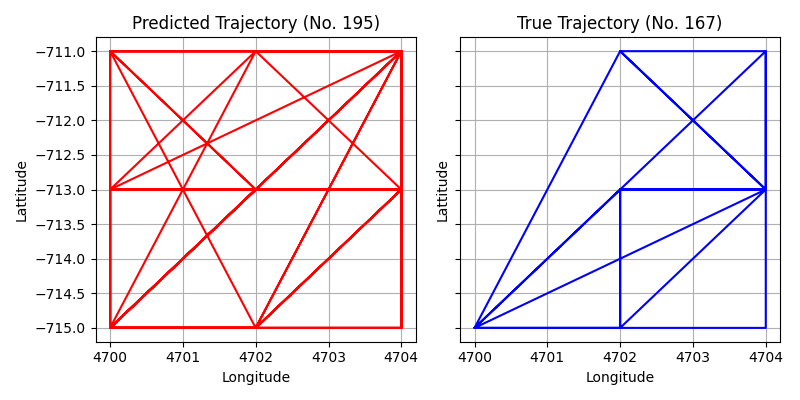 Predicted Trajectory (No. 195)
True Trajectory (No. 167)
−711.0
−711.5
−712.0
−712.5
−713.0
−713.5
−714.0
−714.5
−715.0
Lattitude
Lattitude
4700 4701 4702 4703 4704
4700 4701 4702 4703 4704
Longitude
Longitude